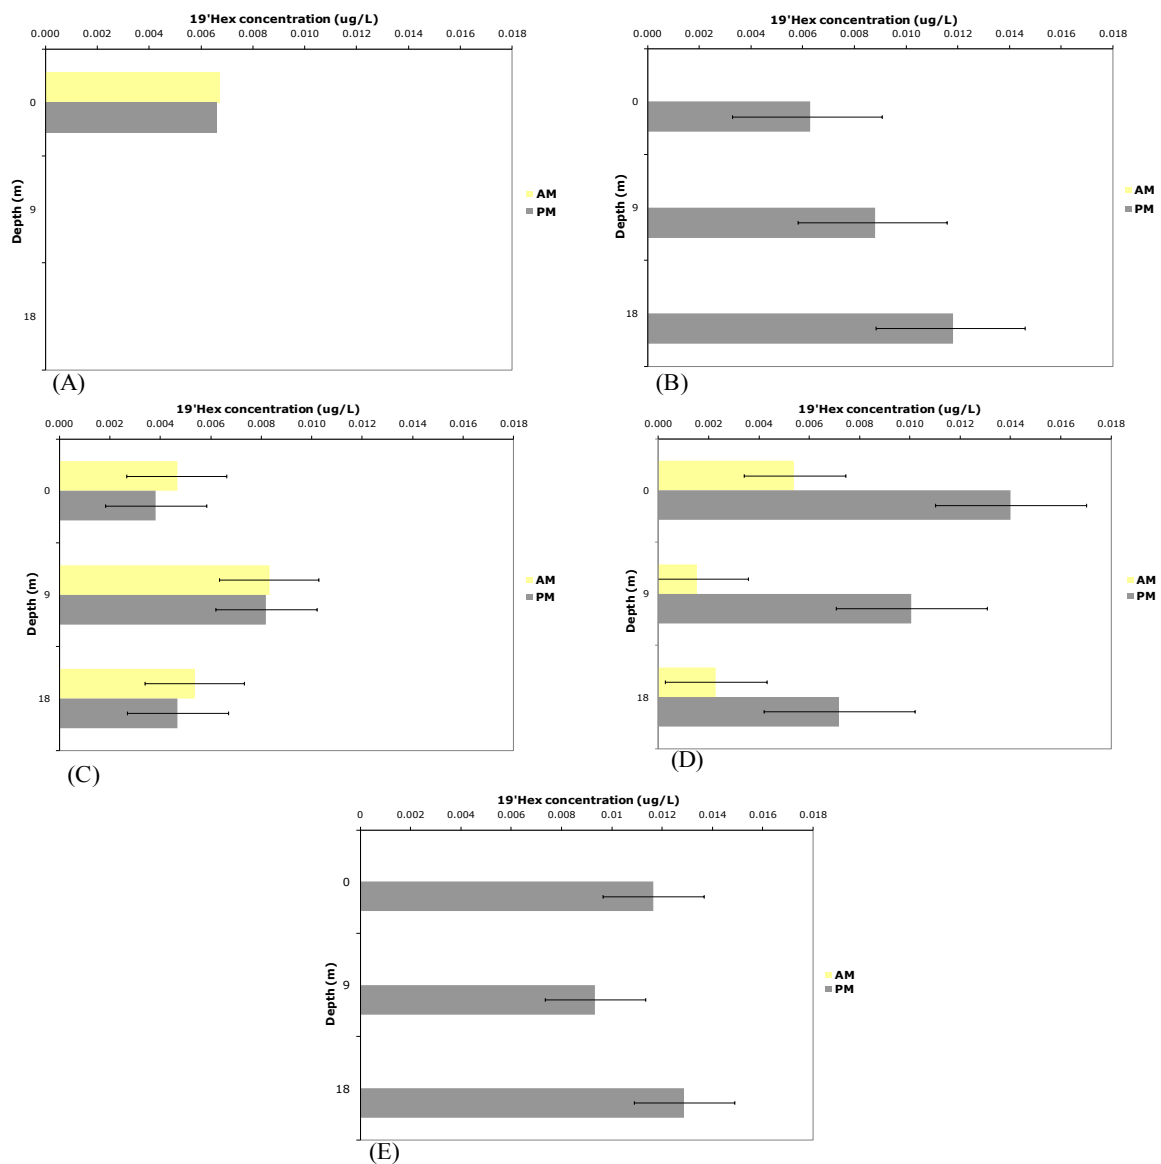 19'Hex concentration (ug/L)
0.000 0.002 0.004 0.006 0.008 0.010 0.012 0.014 0.016 0.018
0
9
18
Depth (m)
AM
PM
(A)
19'Hex concentration (ug/L)
0.000 0.002 0.004 0.006 0.008 0.010 0.012 0.014 0.016 0.018
0
9
18
Depth (m)
AM
PM
(B)
19'Hex concentration (ug/L)
0.000 0.002 0.004 0.006 0.008 0.010 0.012 0.014 0.016 0.018
0
9
18
Depth (m)
AM
PM
(C)
19'Hex concentration (ug/L)
0.000 0.002 0.004 0.006 0.008 0.010 0.012 0.014 0.016 0.018
0
9
18
Depth (m)
AM
PM
(D)
19'Hex concentration (ug/L)
0 0.002 0.004 0.006 0.008 0.01 0.012 0.014 0.016 0.018
0
9
18
Depth (m)
AM
PM
(E)